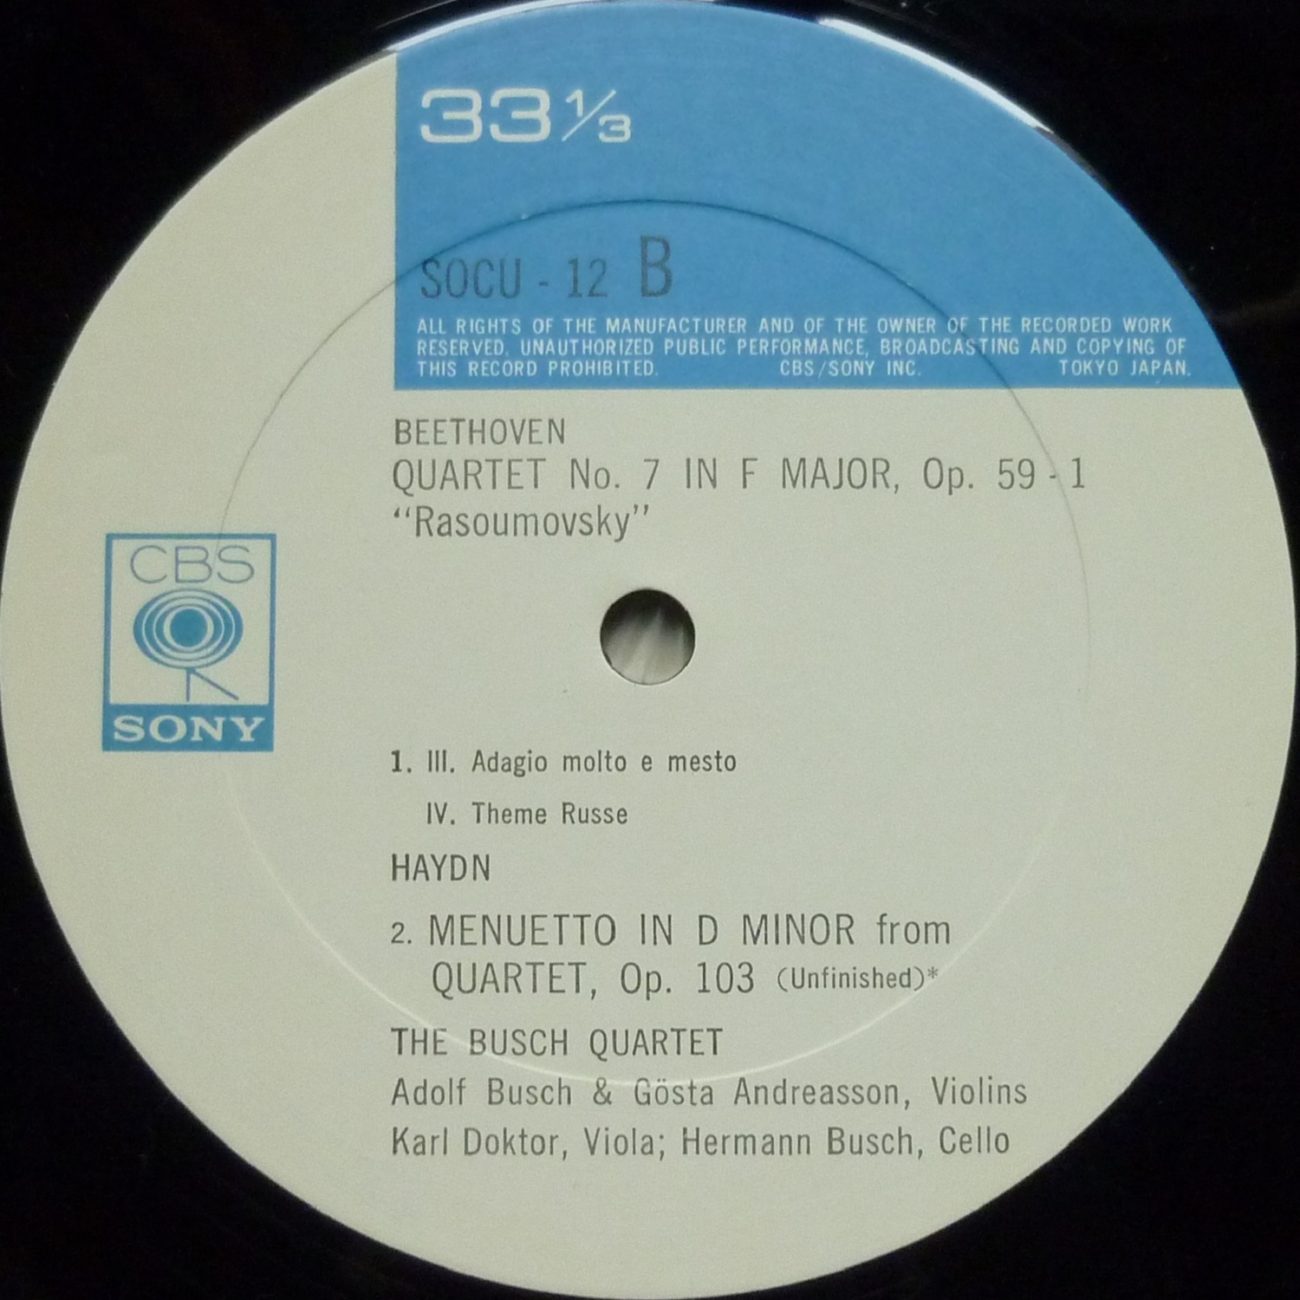 33 1/3
SOCU - 12 B
ALL RIGHTS OF THE MANUFACTURER AND OF THE OWNER OF THE RECORDED WORK
RESERVED. UNAUTHORIZED PUBLIC PERFORMANCE, BROADCASTING AND COPYING OF
THIS RECORD PROHIBITED. CBS/SONY INC. TOKYO JAPAN.
BEETHOVEN
QUARTET No. 7 IN F MAJOR, Op. 59 - 1
“Rasoumovsky”
CBS
SONY
1. III. Adagio molto e mesto
IV. Theme Russe
HAYDN
2. MENUETTO IN D MINOR from
QUARTET, Op. 103 (Unfinished)*
THE BUSCH QUARTET
Adolf Busch & Gösta Andreasson, Violins
Karl Doktor, Viola; Hermann Busch, Cello